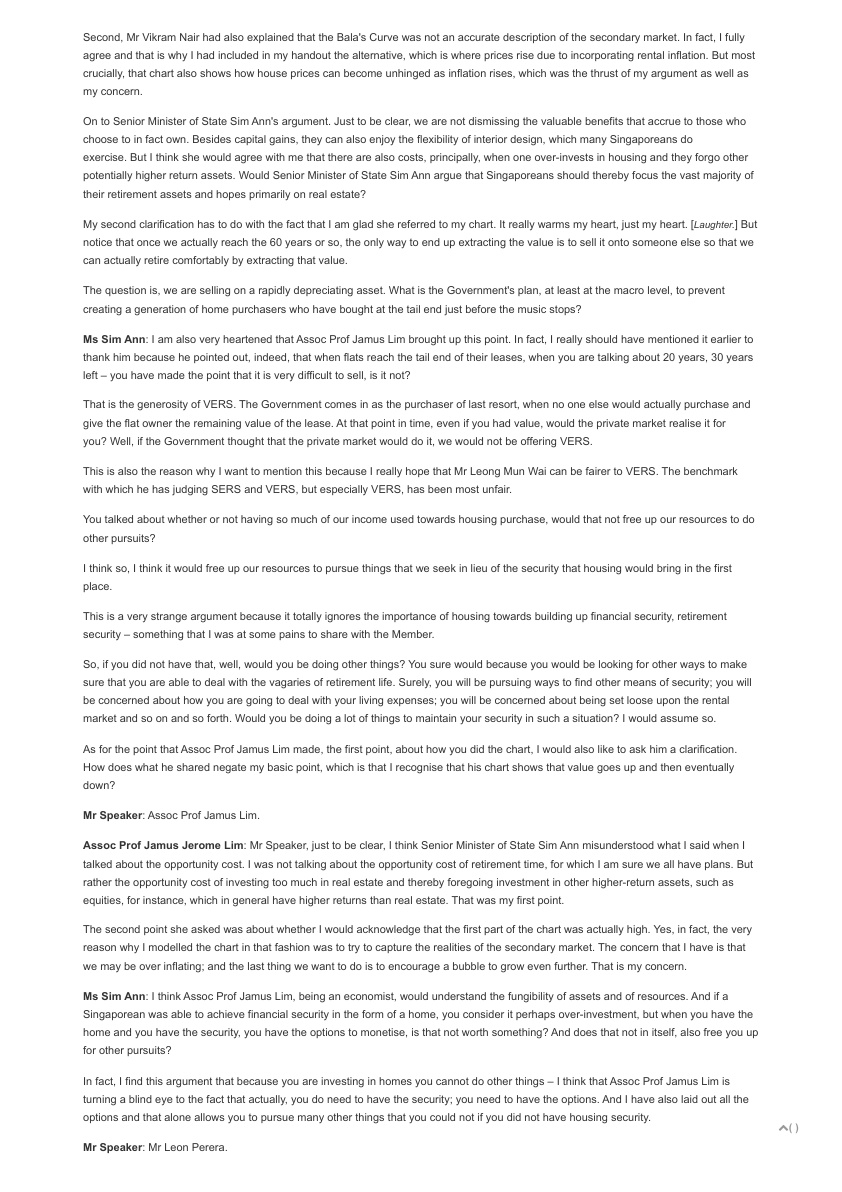 Second, Mr Vikram Nair had also explained that the Bala's Curve was not an accurate description of the secondary market. In fact, I fully
agree and that is why I had included in my handout the alternative, which is where prices rise due to incorporating rental inflation. But most
crucially, that chart also shows how house prices can become unhinged as inflation rises, which was the thrust of my argument as well as
my concern.
On to Senior Minister of State Sim Ann's argument. Just to be clear, we are not dismissing the valuable benefits that accrue to those who
choose to in fact own. Besides capital gains, they can also enjoy the flexibility of interior design, which many Singaporeans do
exercise. But I think she would agree with me that there are also costs, principally, when one over-invests in housing and they forgo other
potentially higher return assets. Would Senior Minister of State Sim Ann argue that Singaporeans should thereby focus the vast majority of
their retirement assets and hopes primarily on real estate?
My second clarification has to do with the fact that I am glad she referred to my chart. It really warms my heart, just my heart. [Laughter.] But
notice that once we actually reach the 60 years or so, the only way to end up extracting the value is to sell it onto someone else so that we
can actually retire comfortably by extracting that value.
The question is, we are selling on a rapidly depreciating asset. What is the Government's plan, at least at the macro level, to prevent
creating a generation of home purchasers who have bought at the tail end just before the music stops?
Ms Sim Ann: I am also very heartened that Assoc Prof Jamus Lim brought up this point. In fact, I really should have mentioned it earlier to
thank him because he pointed out, indeed, that when flats reach the tail end of their leases, when you are talking about 20 years, 30 years
left – you have made the point that it is very difficult to sell, is it not?
That is the generosity of VERS. The Government comes in as the purchaser of last resort, when no one else would actually purchase and
give the flat owner the remaining value of the lease. At that point in time, even if you had value, would the private market realise it for
you? Well, if the Government thought that the private market would do it, we would not be offering VERS.
This is also the reason why I want to mention this because I really hope that Mr Leong Mun Wai can be fairer to VERS. The benchmark
with which he has judging SERS and VERS, but especially VERS, has been most unfair.
You talked about whether or not having so much of our income used towards housing purchase, would that not free up our resources to do
other pursuits?
I think so, I think it would free up our resources to pursue things that we seek in lieu of the security that housing would bring in the first
place.
This is a very strange argument because it totally ignores the importance of housing towards building up financial security, retirement
security – something that I was at some pains to share with the Member.
So, if you did not have that, well, would you be doing other things? You sure would because you would be looking for other ways to make
sure that you are able to deal with the vagaries of retirement life. Surely, you will be pursuing ways to find other means of security; you will
be concerned about how you are going to deal with your living expenses; you will be concerned about being set loose upon the rental
market and so on and so forth. Would you be doing a lot of things to maintain your security in such a situation? I would assume so.
As for the point that Assoc Prof Jamus Lim made, the first point, about how you did the chart, I would also like to ask him a clarification.
How does what he shared negate my basic point, which is that I recognise that his chart shows that value goes up and then eventually
down?
Mr Speaker: Assoc Prof Jamus Lim.
Assoc Prof Jamus Jerome Lim: Mr Speaker, just to be clear, I think Senior Minister of State Sim Ann misunderstood what I said when I
talked about the opportunity cost. I was not talking about the opportunity cost of retirement time, for which I am sure we all have plans. But
rather the opportunity cost of investing too much in real estate and thereby foregoing investment in other higher-return assets, such as
equities, for instance, which in general have higher returns than real estate. That was my first point.
The second point she asked was about whether I would acknowledge that the first part of the chart was actually high. Yes, in fact, the very
reason why I modelled the chart in that fashion was to try to capture the realities of the secondary market. The concern that I have is that
we may be over inflating; and the last thing we want to do is to encourage a bubble to grow even further. That is my concern.
Ms Sim Ann: I think Assoc Prof Jamus Lim, being an economist, would understand the fungibility of assets and of resources. And if a
Singaporean was able to achieve financial security in the form of a home, you consider it perhaps over-investment, but when you have the
home and you have the security, you have the options to monetise, is that not worth something? And does that not in itself, also free you up
for other pursuits?
In fact, I find this argument that because you are investing in homes you cannot do other things – I think that Assoc Prof Jamus Lim is
turning a blind eye to the fact that actually, you do need to have the security; you need to have the options. And I have also laid out all the
options and that alone allows you to pursue many other things that you could not if you did not have housing security.
( )
Mr Speaker: Mr Leon Perera.